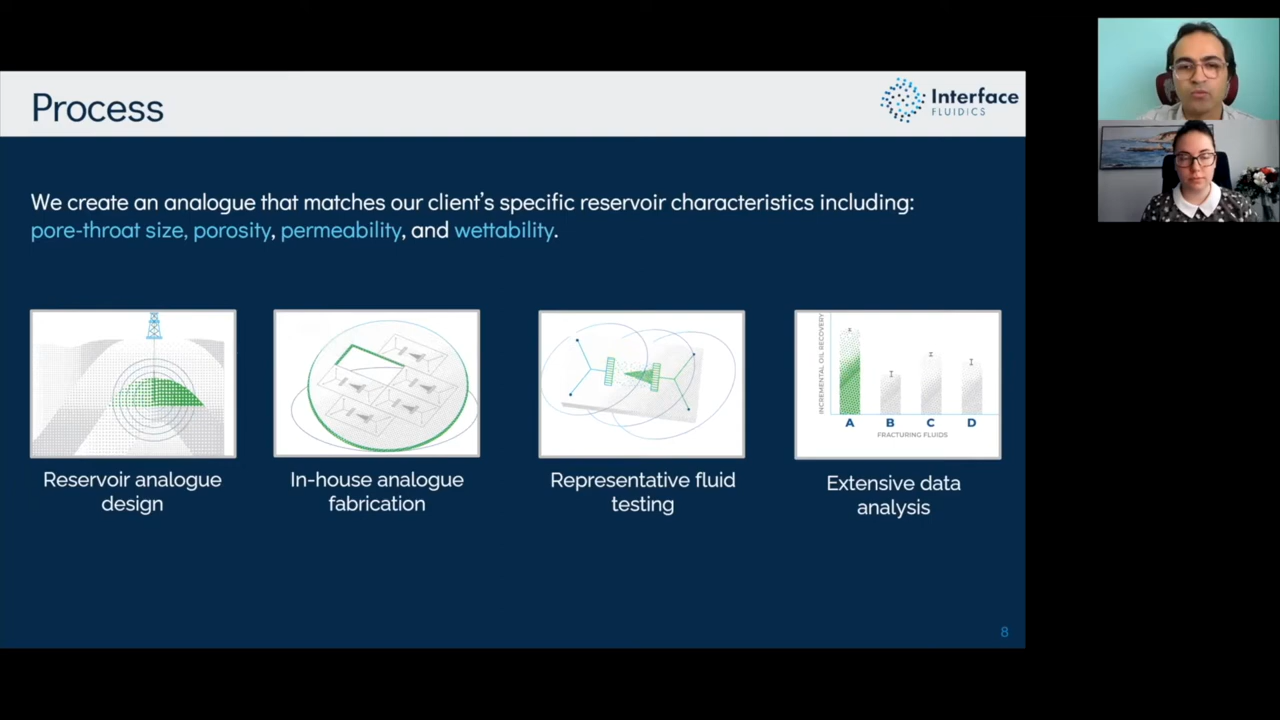 Process
Interface
FLUIDICS
We create an analogue that matches our client's specific reservoir characteristics including:
pore-throat size, porosity, permeability, and wettability.
INCREMENTAL OIL RECOVERY
A B C D
FRACTURING FLUIDS
Reservoir analogue
design
In-house analogue
fabrication
Representative fluid
testing
Extensive data
analysis
8